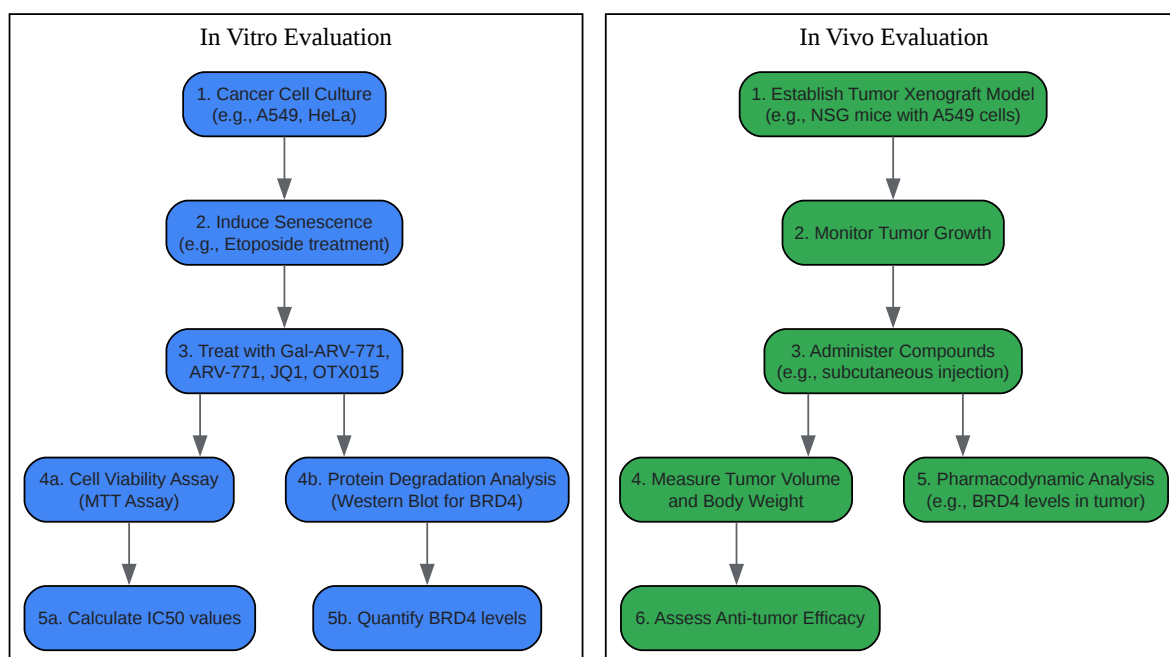 In Vitro Evaluation
1. Cancer Cell Culture
(e.g., A549, HeLa)
2. Induce Senescence
(e.g., Etoposide treatment)
3. Treat with Gal-ARV-771,
ARV-771, JQ1, OTX015
4a. Cell Viability Assay
(MTT Assay)
4b. Protein Degradation Analysis
(Western Blot for BRD4)
5a. Calculate IC50 values
5b. Quantify BRD4 levels
In Vivo Evaluation
1. Establish Tumor Xenograft Model
(e.g., NSG mice with A549 cells)
2. Monitor Tumor Growth
3. Administer Compounds
(e.g., subcutaneous injection)
4. Measure Tumor Volume
and Body Weight
5. Pharmacodynamic Analysis
(e.g., BRD4 levels in tumor)
6. Assess Anti-tumor Efficacy